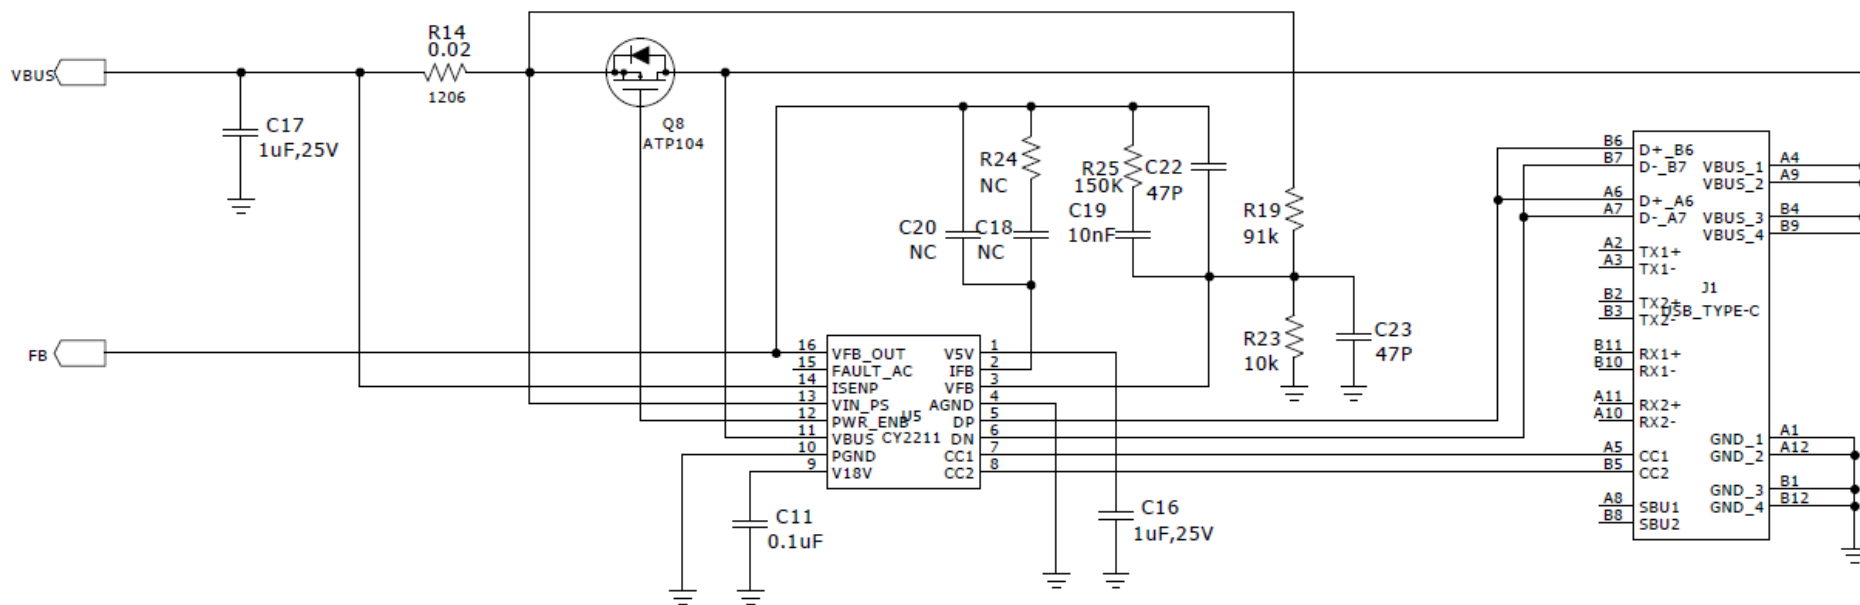 VBUS
R14
0.02
1206
Q8
ATP104
C17
1uF,25V
R24
NC
C20
NC
C18
NC
R25
150K
C19
10nF
C22
47P
R19
91k
R23
10k
C23
47P
FB
16 VFB_OUT V5V 1
15 FAULT_AC IFB 2
14 ISENP VFB 3
13 VIN_PS AGND 4
12 PWR_ENB DP 5
11 VBUS DN 6
10 PGND CC1 7
9 V18V CC2 8
U5
CY2211
C11
0.1uF
C16
1uF,25V
B6 D+_B6
B7 D-_B7
A6 D+_A6
A7 D-_A7
A2 TX1+
A3 TX1-
B2 TX2+
B3 TX2-
B11 RX1+
B10 RX1-
A11 RX2+
A10 RX2-
A5 CC1
B5 CC2
A8 SBU1
B8 SBU2
J1
USB_TYPE-C
VBUS_1 A4
VBUS_2 A9
VBUS_3 B4
VBUS_4 B9
GND_1 A1
GND_2 A12
GND_3 B1
GND_4 B12